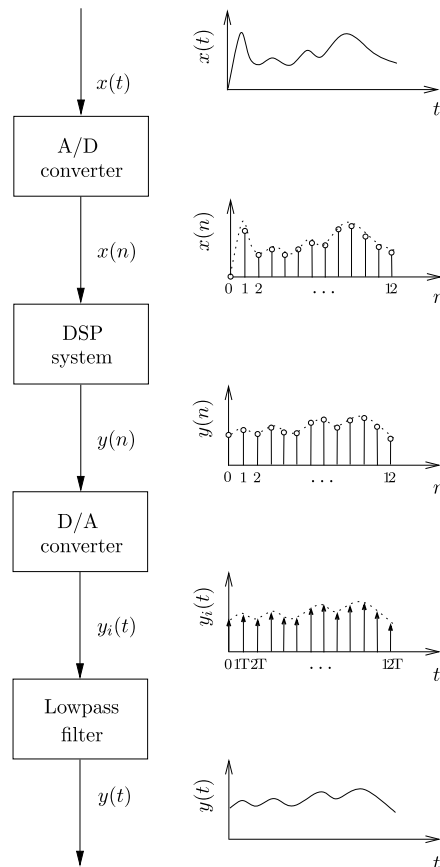 x(t)
x(t)
t
A/D
converter
x(n)
x(n)
0 1 2 ... 12
n
DSP
system
y(n)
y(n)
0 1 2 ... 12
n
D/A
converter
y_i(t)
y_i(t)
0 1T 2T ... 12T
t
Lowpass
filter
y(t)
y(t)
t